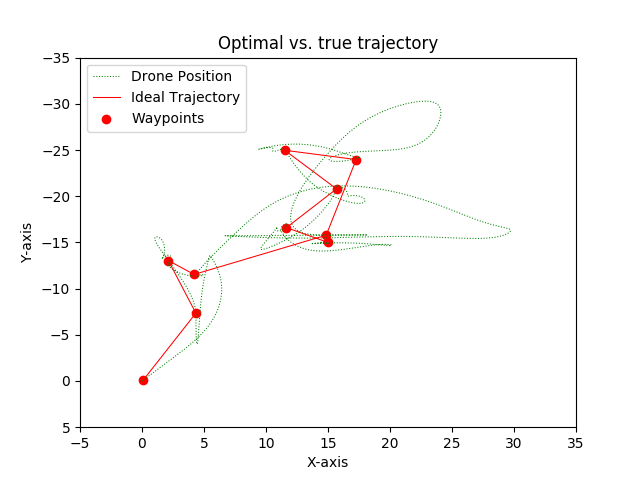 Optimal vs. true trajectory
Drone Position
Ideal Trajectory
Waypoints
−35
−30
−25
−20
−15
−10
−5
0
5
Y-axis
−5 0 5 10 15 20 25 30 35
X-axis